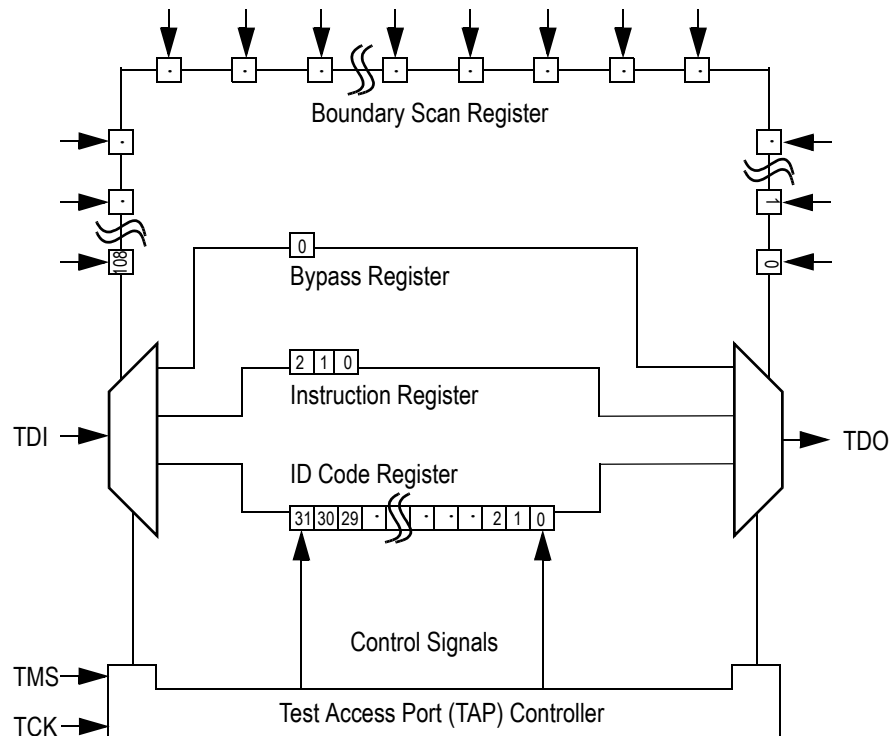 · · · · · · · ·
Boundary Scan Register
· ·
· 1
108 0
0
Bypass Register
2 1 0
Instruction Register
TDI
TDO
ID Code Register
31 30 29 · · · · · 2 1 0
Control Signals
TMS
Test Access Port (TAP) Controller
TCK